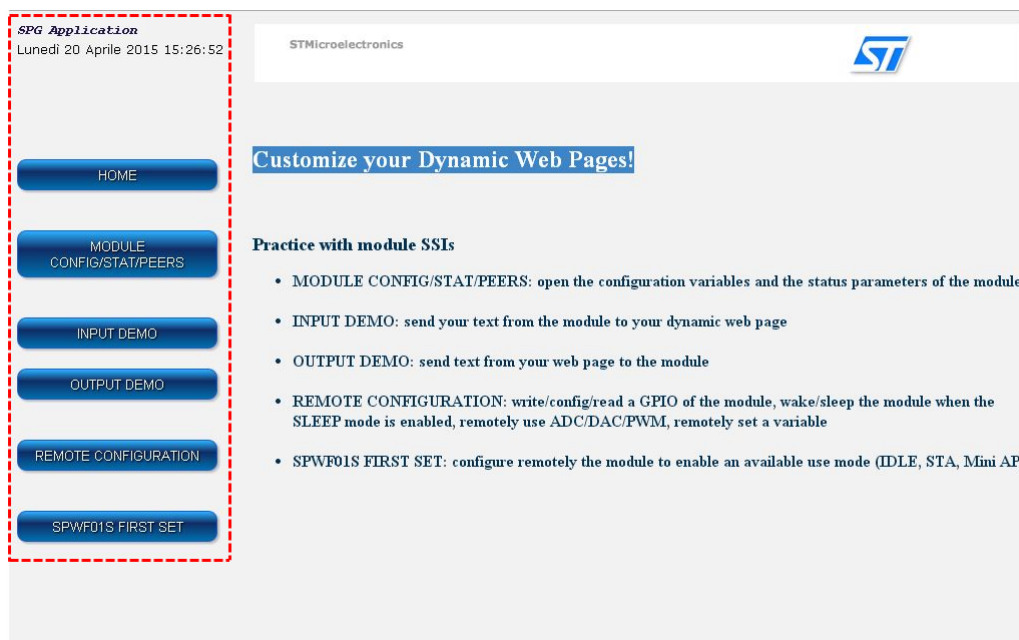 SPG Application
Lunedì 20 Aprile 2015 15:26:52
STMicroelectronics
ST
HOME
MODULE
CONFIG/STAT/PEERS
INPUT DEMO
OUTPUT DEMO
REMOTE CONFIGURATION
SPWF01S FIRST SET
Customize your Dynamic Web Pages!
Practice with module SSIs
• MODULE CONFIG/STAT/PEERS: open the configuration variables and the status parameters of the module
• INPUT DEMO: send your text from the module to your dynamic web page
• OUTPUT DEMO: send text from your web page to the module
• REMOTE CONFIGURATION: write/config/read a GPIO of the module, wake/sleep the module when the
SLEEP mode is enabled, remotely use ADC/DAC/PWM, remotely set a variable
• SPWF01S FIRST SET: configure remotely the module to enable an available use mode (IDLE, STA, Mini AP